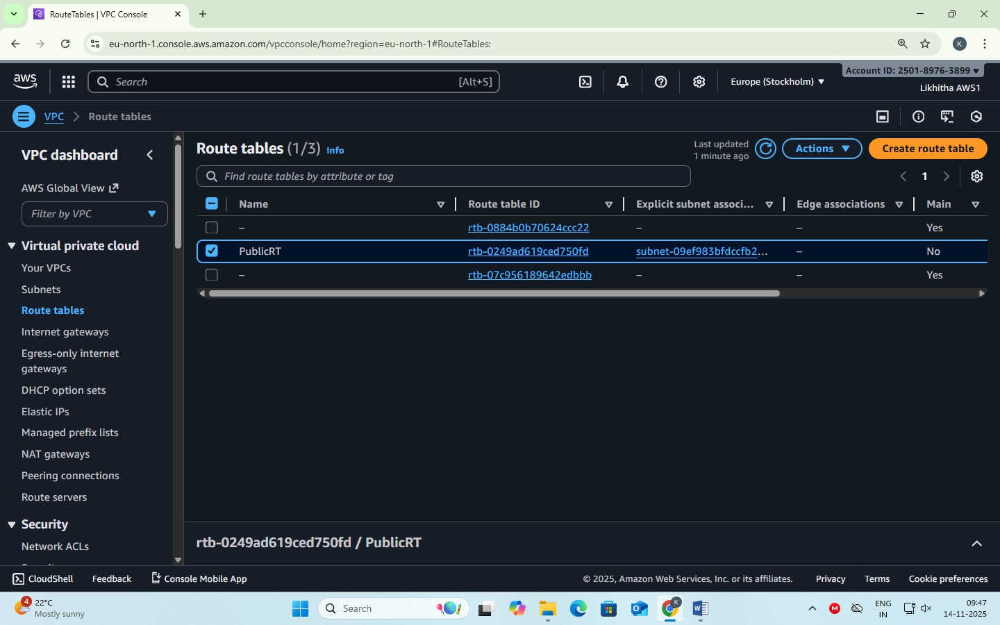 RouteTables | VPC Console
eu-north-1.console.aws.amazon.com/vpcconsole/home?region=eu-north-1#RouteTables:
K
aws
Search [Alt+S]
Europe (Stockholm) ▼
Account ID: 2501-8976-3899 ▼
Likhitha AWS1
VPC
Route tables
VPC dashboard
AWS Global View
Filter by VPC
Virtual private cloud
Your VPCs
Subnets
Route tables
Internet gateways
Egress-only internet
gateways
DHCP option sets
Elastic IPs
Managed prefix lists
NAT gateways
Peering connections
Route servers
Security
Network ACLs
Route tables (1/3) Info
Last updated
1 minute ago
Actions
Create route table
Find route tables by attribute or tag
1
Name Route table ID Explicit subnet associ... Edge associations Main
– rtb-0884b0b70624ccc22 – – Yes
PublicRT rtb-0249ad619ced750fd subnet-09ef983bfdccfb2... – No
– rtb-07c956189642edbbb – – Yes
rtb-0249ad619ced750fd / PublicRT
CloudShell Feedback Console Mobile App © 2025, Amazon Web Services, Inc. or its affiliates. Privacy Terms Cookie preferences
4
22°C
Mostly sunny
Search
K
M
ENG
IN
09:47
14-11-2025